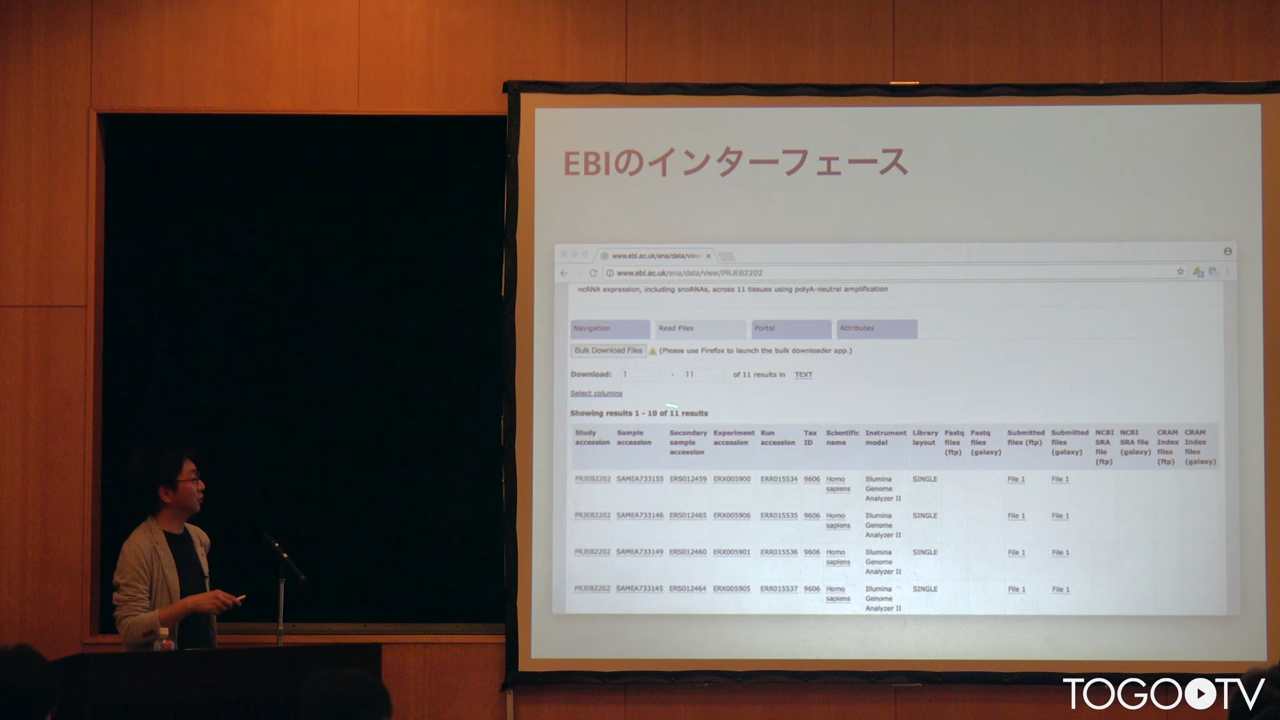 EBIのインターフェース
www.ebi.ac.uk/ena/data/view
www.ebi.ac.uk/ena/data/view/PRJEB2202
ncRNA expression, including snoRNAs, across 11 tissues using polyA-neutral amplification
Navigation Read Files Portal Attributes
Bulk Download Files (Please use Firefox to launch the bulk downloader app.)
Download: 1 - 11 of 11 results in TEXT
Select columns
Showing results 1 - 10 of 11 results
Study accession Sample accession Secondary sample accession Experiment accession Run accession Tax ID Scientific name Instrument model Library layout Fastq files (ftp) Fastq files (galaxy) Submitted files (ftp) Submitted files (galaxy) NCBI SRA file (ftp) NCBI SRA file (galaxy) CRAM Index files (ftp) CRAM Index files (galaxy)
PRJEB2202 SAMEA733155 ERS012459 ERX005900 ERR015534 9606 Homo sapiens Illumina Genome Analyzer II SINGLE File 1 File 1
PRJEB2202 SAMEA733146 ERS012465 ERX005906 ERR015535 9606 Homo sapiens Illumina Genome Analyzer II SINGLE File 1 File 1
PRJEB2202 SAMEA733149 ERS012460 ERX005901 ERR015536 9606 Homo sapiens Illumina Genome Analyzer II SINGLE File 1 File 1
PRJEB2202 SAMEA733145 ERS012464 ERX005905 ERR015537 9606 Homo sapiens Illumina Genome Analyzer II SINGLE File 1 File 1
TOGO TV